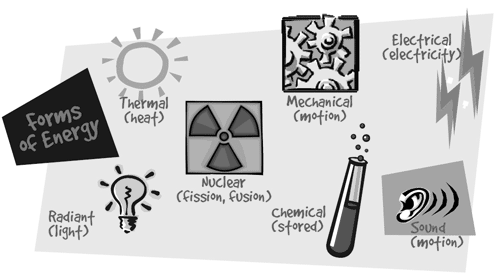 Forms
of Energy
Thermal
(heat)
Mechanical
(motion)
Electrical
(electricity)
Nuclear
(fission, fusion)
Radiant
(light)
Chemical
(stored)
Sound
(motion)